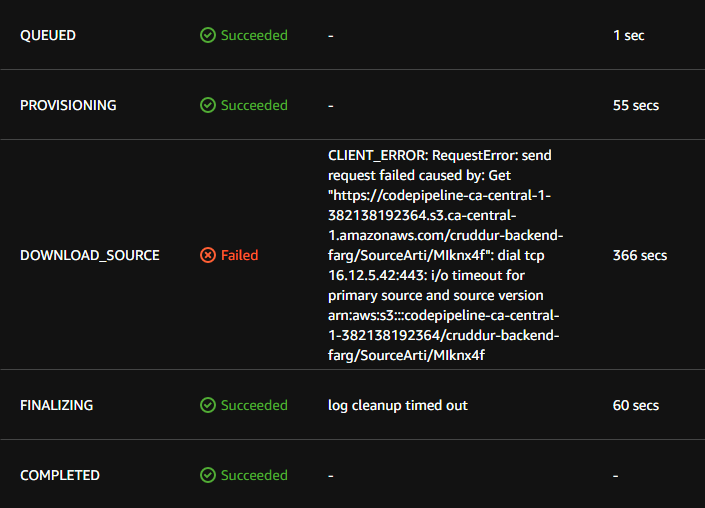 QUEUED Succeeded - 1 sec
PROVISIONING Succeeded - 55 secs
CLIENT_ERROR: RequestError: send
request failed caused by: Get
"https://codepipeline-ca-central-1-
382138192364.s3.ca-central-
1.amazonaws.com/cruddur-backend-
DOWNLOAD_SOURCE Failed farg/SourceArti/MIknx4f": dial tcp 366 secs
16.12.5.42:443: i/o timeout for
primary source and source version
arn:aws:s3:::codepipeline-ca-central-
1-382138192364/cruddur-backend-
farg/SourceArti/MIknx4f
FINALIZING Succeeded log cleanup timed out 60 secs
COMPLETED Succeeded - -